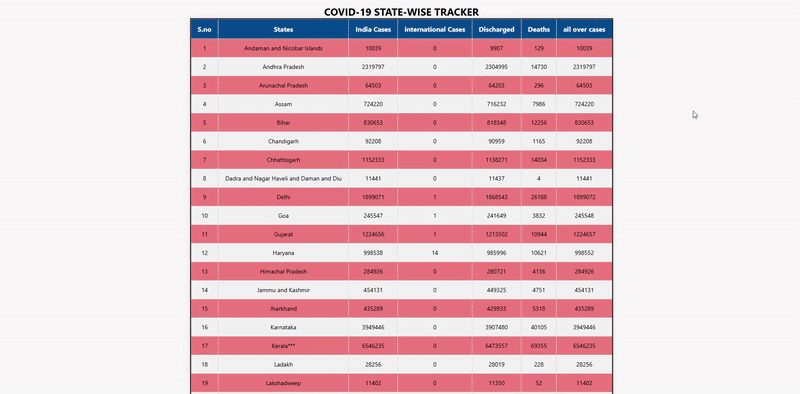 COVID-19 STATE-WISE TRACKER
S.no States India Cases international Cases Discharged Deaths all over cases
1 Andaman and Nicobar Islands 10039 0 9907 129 10039
2 Andhra Pradesh 2319797 0 2304995 14730 2319797
3 Arunachal Pradesh 64503 0 64203 296 64503
4 Assam 724220 0 716232 7986 724220
5 Bihar 830653 0 818348 12256 830653
6 Chandigarh 92208 0 90959 1165 92208
7 Chhattisgarh 1152333 0 1138271 14034 1152333
8 Dadra and Nagar Haveli and Daman and Diu 11441 0 11437 4 11441
9 Delhi 1899071 1 1868543 26188 1899072
10 Goa 245547 1 241649 3832 245548
11 Gujarat 1224656 1 1213502 10944 1224657
12 Haryana 998538 14 985996 10621 998552
13 Himachal Pradesh 284926 0 280721 4136 284926
14 Jammu and Kashmir 454131 0 449325 4751 454131
15 Jharkhand 435289 0 429933 5318 435289
16 Karnataka 3949446 0 3907480 40105 3949446
17 Kerala*** 6546235 0 6473557 69355 6546235
18 Ladakh 28256 0 28019 228 28256
19 Lakshadweep 11402 0 11350 52 11402